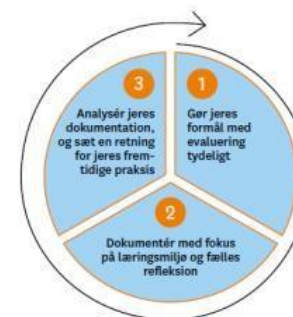 1
Gør jeres
formål med
evaluering
tydeligt
2
Dokumentér med fokus
på læringsmiljø og fælles
refleksion
3
Analysér jeres
dokumentation,
og sæt en retning
for jeres frem-
tidige praksis